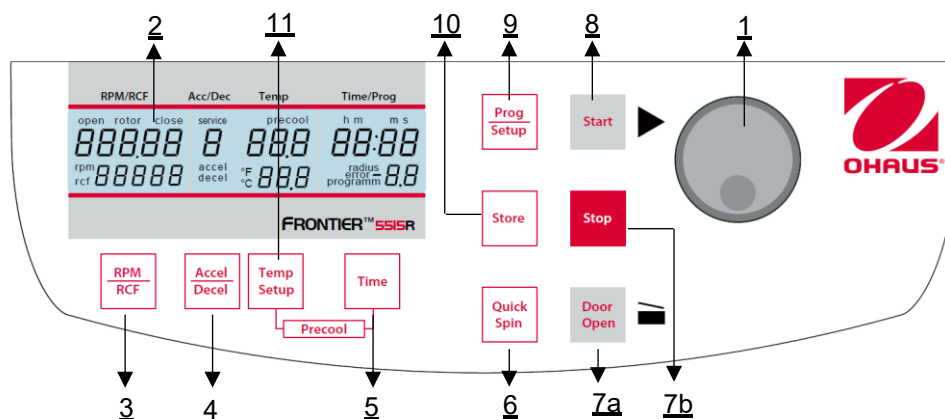 2 11 10 9 8 1
RPM/RCF Acc/Dec Temp Time/Prog
open rotor close service precool h m m s
888.88 8 88.8 88:88
rpm accel °F radius
rcf 88888 decel °C 88.8 error
programm -8.8
FRONTIER™ 5515R
Prog
Setup
Start
OHAUS®
Store
Stop
RPM
RCF
Accel
Decel
Temp
Setup
Time
Precool
Quick
Spin
Door
Open
3 4 5 6 7a 7b